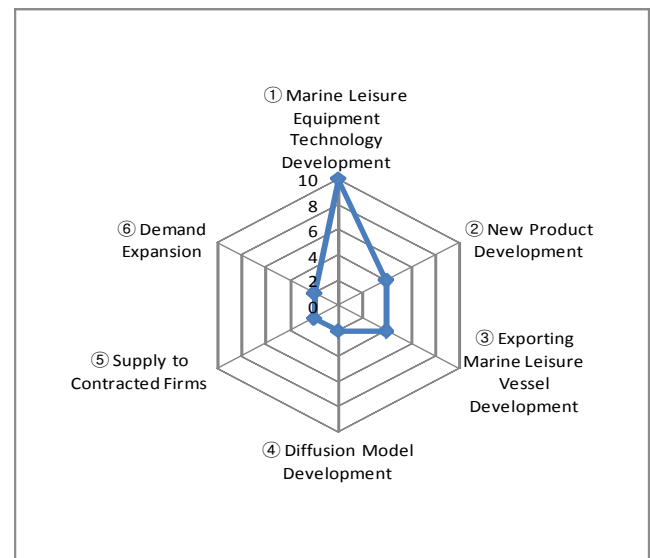 ① Marine Leisure
Equipment
Technology
Development
10
8
6
4
2
0
② New Product
Development
③ Exporting
Marine Leisure
Vessel
Development
④ Diffusion Model
Development
⑤ Supply to
Contracted Firms
⑥ Demand
Expansion